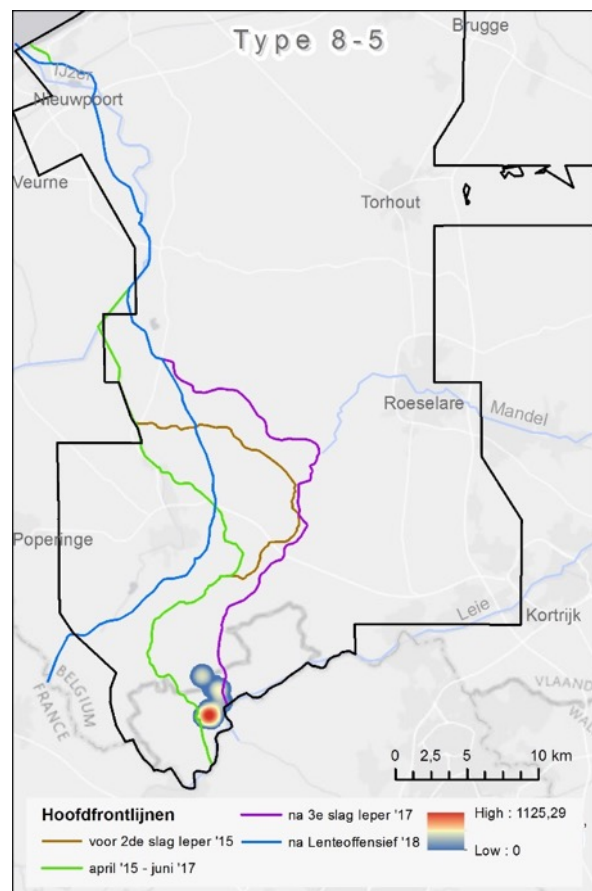 Type 8-5
Brugge
IJzer
Nieuwpoort
Veurne
Torhout
Roeselare
Mandel
Poperinge
Leie
Kortrijk
BELGIUM
FRANCE
VLAAND
WAL
0 2,5 5 10 km
Hoofdfrontlijnen
voor 2de slag Ieper '15
april '15 - juni '17
na 3e slag Ieper '17
na Lenteoffensief '18
High : 1125,29
Low : 0